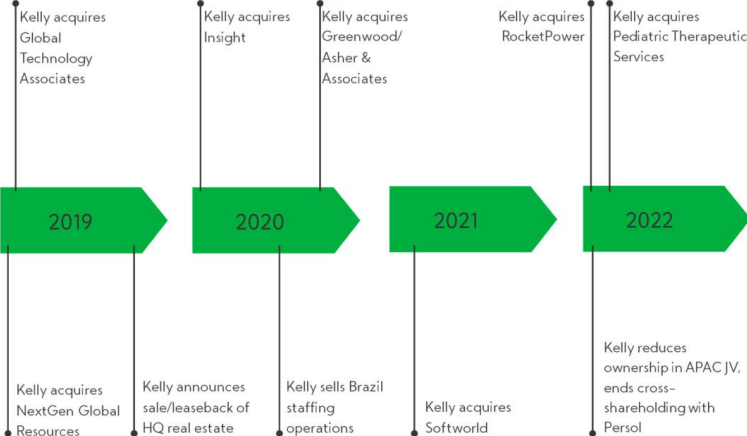 Kelly acquires
Global
Technology
Associates
Kelly acquires
Insight
Kelly acquires
Greenwood/
Asher &
Associates
Kelly acquires
RocketPower
Kelly acquires
Pediatric Therapeutic
Services
2019
2020
2021
2022
Kelly acquires
NextGen Global
Resources
Kelly announces
sale/leaseback of
HQ real estate
Kelly sells Brazil
staffing
operations
Kelly acquires
Softworld
Kelly reduces
ownership in APAC JV,
ends cross–
shareholding with
Persol